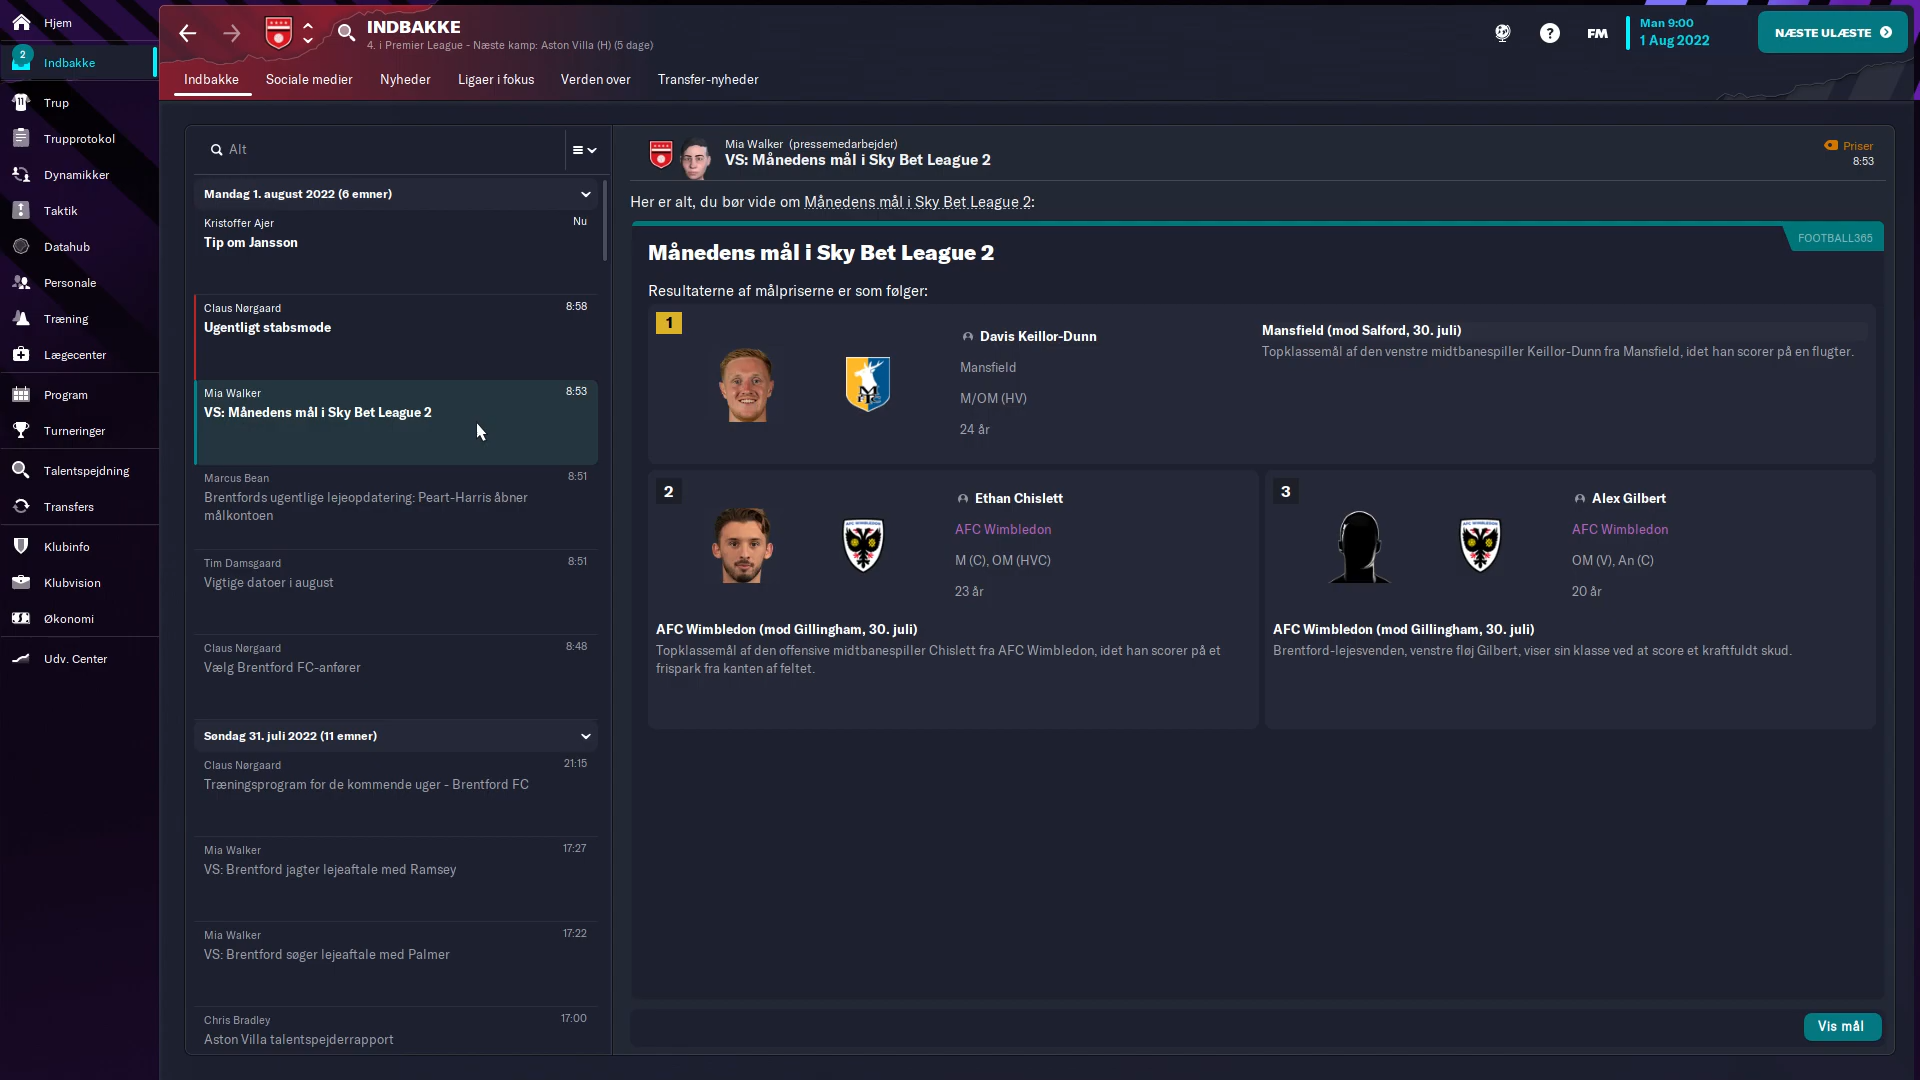 Hjem
2
Indbakke
Trup
Trupprotokol
Dynamikker
Taktik
Datahub
Personale
Træning
Lægecenter
Program
Turneringer
Talentspejdning
Transfers
Klubinfo
Klubvision
Økonomi
Udv. Center
INDBAKKE
4. i Premier League - Næste kamp: Aston Villa (H) (5 dage)
?
FM
Man 9:00
1 Aug 2022
NÆSTE ULÆSTE
Indbakke
Sociale medier
Nyheder
Ligaer i fokus
Verden over
Transfer-nyheder
Alt
Mandag 1. august 2022 (6 emner)
Kristoffer Ajer
Nu
Tip om Jansson
Claus Nørgaard
8:58
Ugentligt stabsmøde
Mia Walker
8:53
VS: Månedens mål i Sky Bet League 2
Marcus Bean
8:51
Brentfords ugentlige lejeopdatering: Peart-Harris åbner
målkontoen
Tim Damsgaard
8:51
Vigtige datoer i august
Claus Nørgaard
8:48
Vælg Brentford FC-anfører
Søndag 31. juli 2022 (11 emner)
Claus Nørgaard
21:15
Træningsprogram for de kommende uger - Brentford FC
Mia Walker
17:27
VS: Brentford jagter lejeaftale med Ramsey
Mia Walker
17:22
VS: Brentford søger lejeaftale med Palmer
Chris Bradley
17:00
Aston Villa talentspejderrapport
Mia Walker (pressemedarbejder)
VS: Månedens mål i Sky Bet League 2
Priser
8:53
Her er alt, du bør vide om Månedens mål i Sky Bet League 2:
FOOTBALL365
Månedens mål i Sky Bet League 2
Resultaterne af målpriserne er som følger:
1
Davis Keillor-Dunn
Mansfield
M/OM (HV)
24 år
Mansfield (mod Salford, 30. juli)
Topklassemål af den venstre midtbanespiller Keillor-Dunn fra Mansfield, idet han scorer på en flugter.
2
Ethan Chislett
AFC Wimbledon
M (C), OM (HVC)
23 år
AFC Wimbledon (mod Gillingham, 30. juli)
Topklassemål af den offensive midtbanespiller Chislett fra AFC Wimbledon, idet han scorer på et
frispark fra kanten af feltet.
3
Alex Gilbert
AFC Wimbledon
OM (V), An (C)
20 år
AFC Wimbledon (mod Gillingham, 30. juli)
Brentford-lejesvenden, venstre fløj Gilbert, viser sin klasse ved at score et kraftfuldt skud.
Vis mål